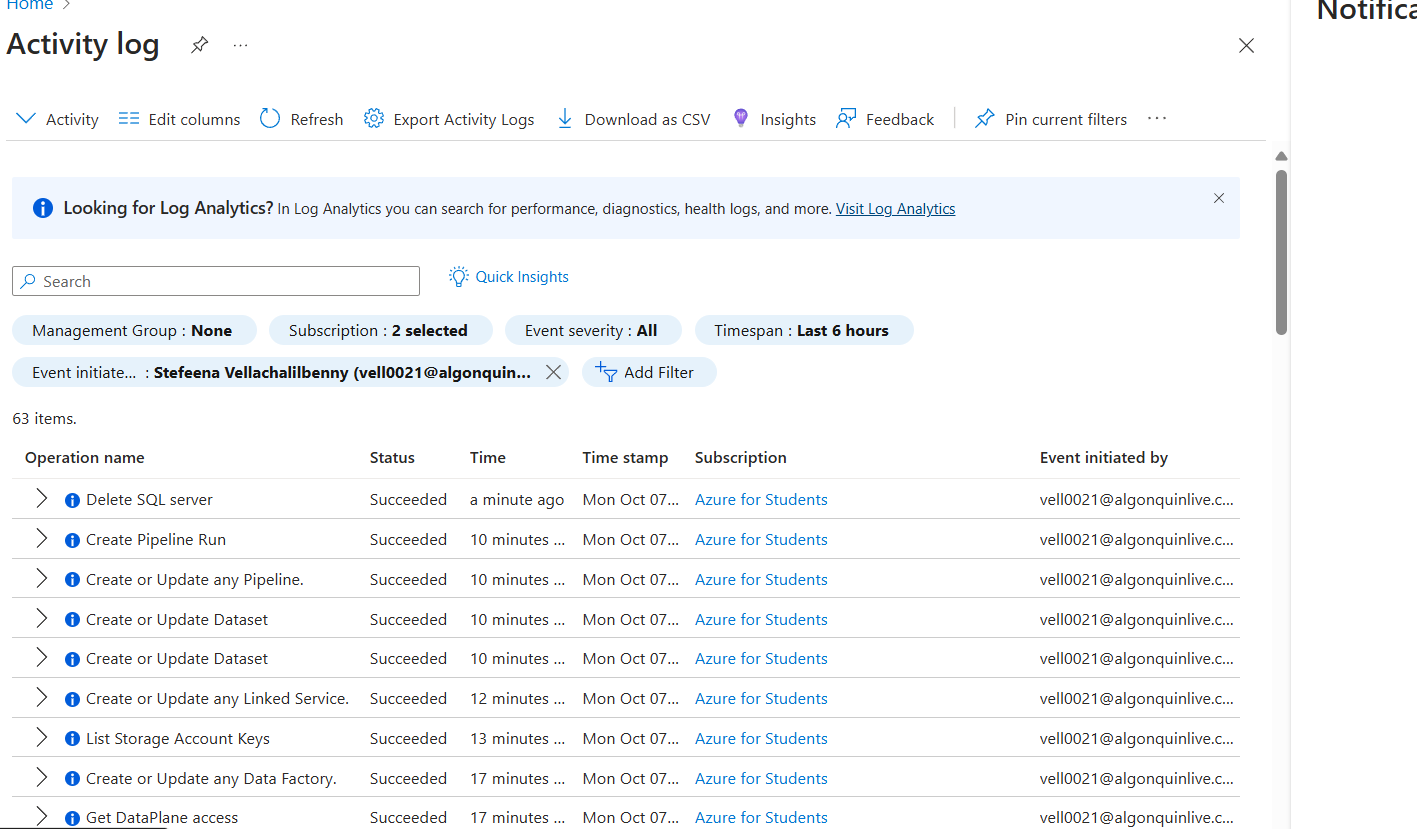 Home >
Notifica
Activity log ...
Activity Edit columns Refresh Export Activity Logs Download as CSV Insights Feedback Pin current filters ...
Looking for Log Analytics? In Log Analytics you can search for performance, diagnostics, health logs, and more. Visit Log Analytics
Search Quick Insights
Management Group : None Subscription : 2 selected Event severity : All Timespan : Last 6 hours
Event initiate... : Stefeena Vellachalilbenny (vell0021@algonquin... Add Filter
63 items.
Operation name Status Time Time stamp Subscription Event initiated by
Delete SQL server Succeeded a minute ago Mon Oct 07... Azure for Students vell0021@algonquinlive.c...
Create Pipeline Run Succeeded 10 minutes ... Mon Oct 07... Azure for Students vell0021@algonquinlive.c...
Create or Update any Pipeline. Succeeded 10 minutes ... Mon Oct 07... Azure for Students vell0021@algonquinlive.c...
Create or Update Dataset Succeeded 10 minutes ... Mon Oct 07... Azure for Students vell0021@algonquinlive.c...
Create or Update Dataset Succeeded 10 minutes ... Mon Oct 07... Azure for Students vell0021@algonquinlive.c...
Create or Update any Linked Service. Succeeded 12 minutes ... Mon Oct 07... Azure for Students vell0021@algonquinlive.c...
List Storage Account Keys Succeeded 13 minutes ... Mon Oct 07... Azure for Students vell0021@algonquinlive.c...
Create or Update any Data Factory. Succeeded 17 minutes ... Mon Oct 07... Azure for Students vell0021@algonquinlive.c...
Get DataPlane access Succeeded 17 minutes ... Mon Oct 07... Azure for Students vell0021@algonquinlive.c...